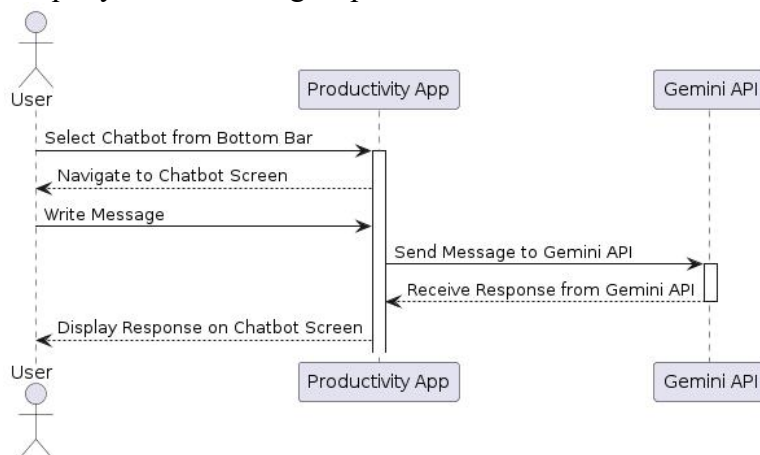 User
Productivity App
Gemini API
Select Chatbot from Bottom Bar
Navigate to Chatbot Screen
Write Message
Send Message to Gemini API
Receive Response from Gemini API
Display Response on Chatbot Screen
User
Productivity App
Gemini API